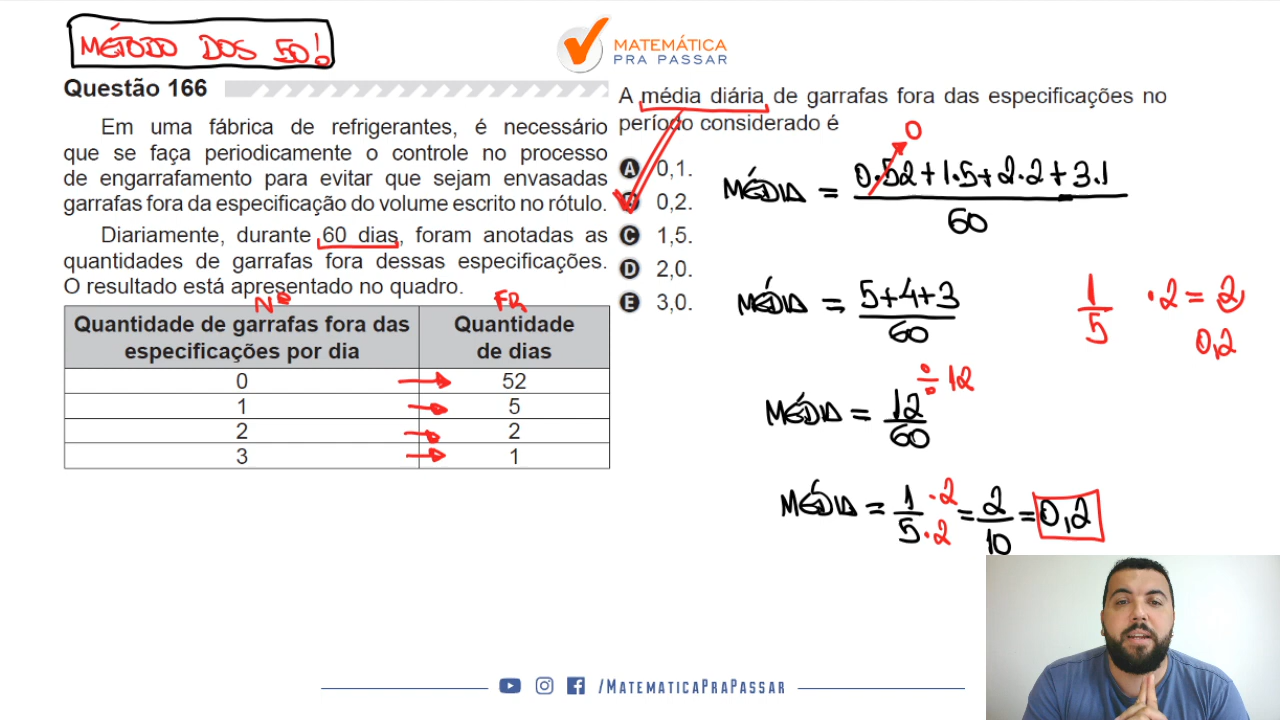 MÉTODO DOS 50!
MATEMÁTICA
PRA PASSAR
Questão 166
Em uma fábrica de refrigerantes, é necessário
que se faça periodicamente o controle no processo
de engarrafamento para evitar que sejam envasadas
garrafas fora da especificação do volume escrito no rótulo.
Diariamente, durante 60 dias, foram anotadas as
quantidades de garrafas fora dessas especificações.
O resultado está apresentado no quadro.
Nº FR
Quantidade de garrafas fora das Quantidade
especificações por dia de dias
0 52
1 5
2 2
3 1
A média diária de garrafas fora das especificações no
período considerado é
A 0,1.
0,2.
C 1,5.
D 2,0.
E 3,0.
0
MÉDIA = 0.52+1.5+2.2+3.1
60
MÉDIA = 5+4+3
60
1 .2 = 2
5 0,2
÷12
MÉDIA = 12
60
MÉDIA = 1 .2 = 2 = 0,2
5 .2 10
/MATEMATICAPRAPASSAR